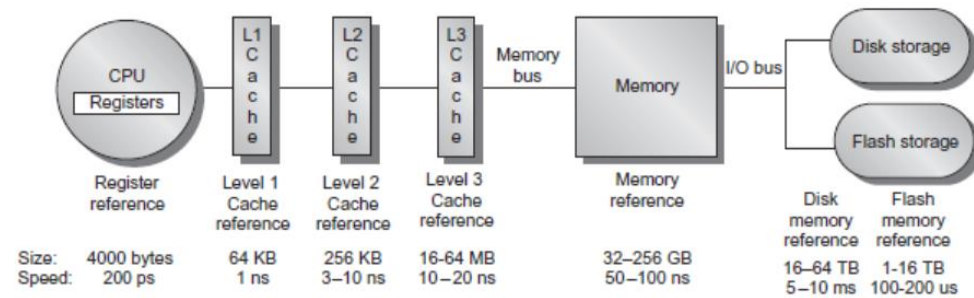 CPU
Registers
L1
C
a
c
h
e
L2
C
a
c
h
e
L3
C
a
c
h
e
Memory
bus
Memory
I/O bus
Disk storage
Flash storage
Register
reference
Level 1
Cache
reference
Level 2
Cache
reference
Level 3
Cache
reference
Memory
reference
Disk
memory
reference
Flash
memory
reference
Size: 4000 bytes 64 KB 256 KB 16-64 MB 32–256 GB 16–64 TB 1-16 TB
Speed: 200 ps 1 ns 3–10 ns 10–20 ns 50–100 ns 5–10 ms 100-200 us